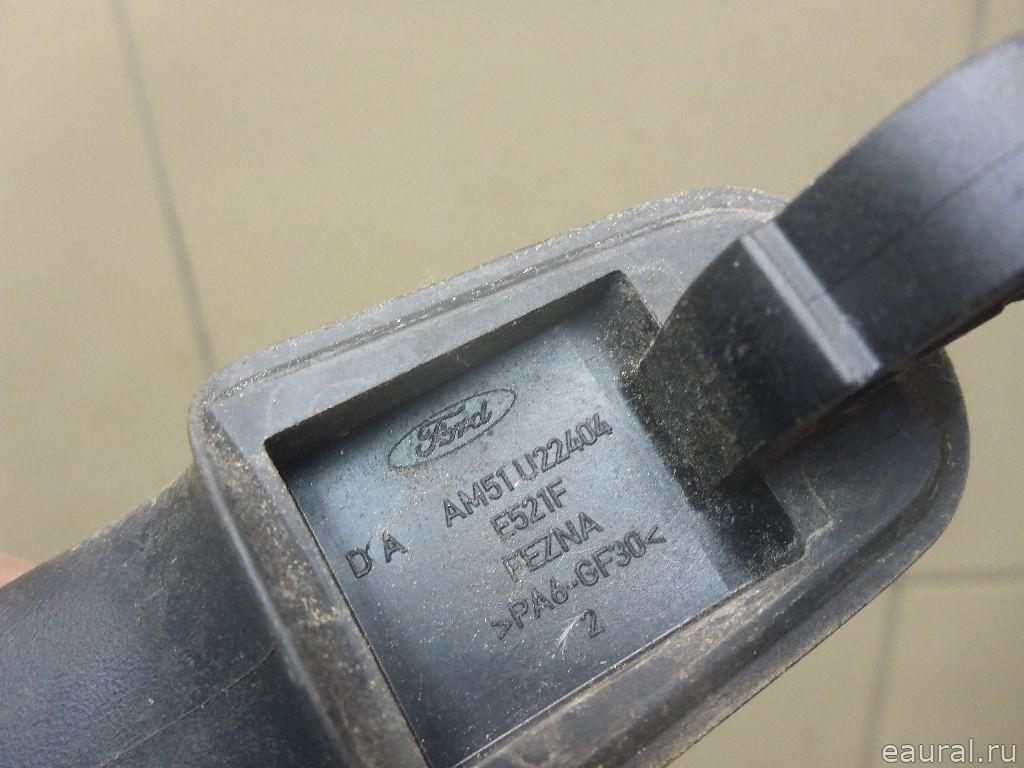 Ford
AM51 U22404
E521F
FEZNA
>PA6-GF30<
2
D A
eaural.ru